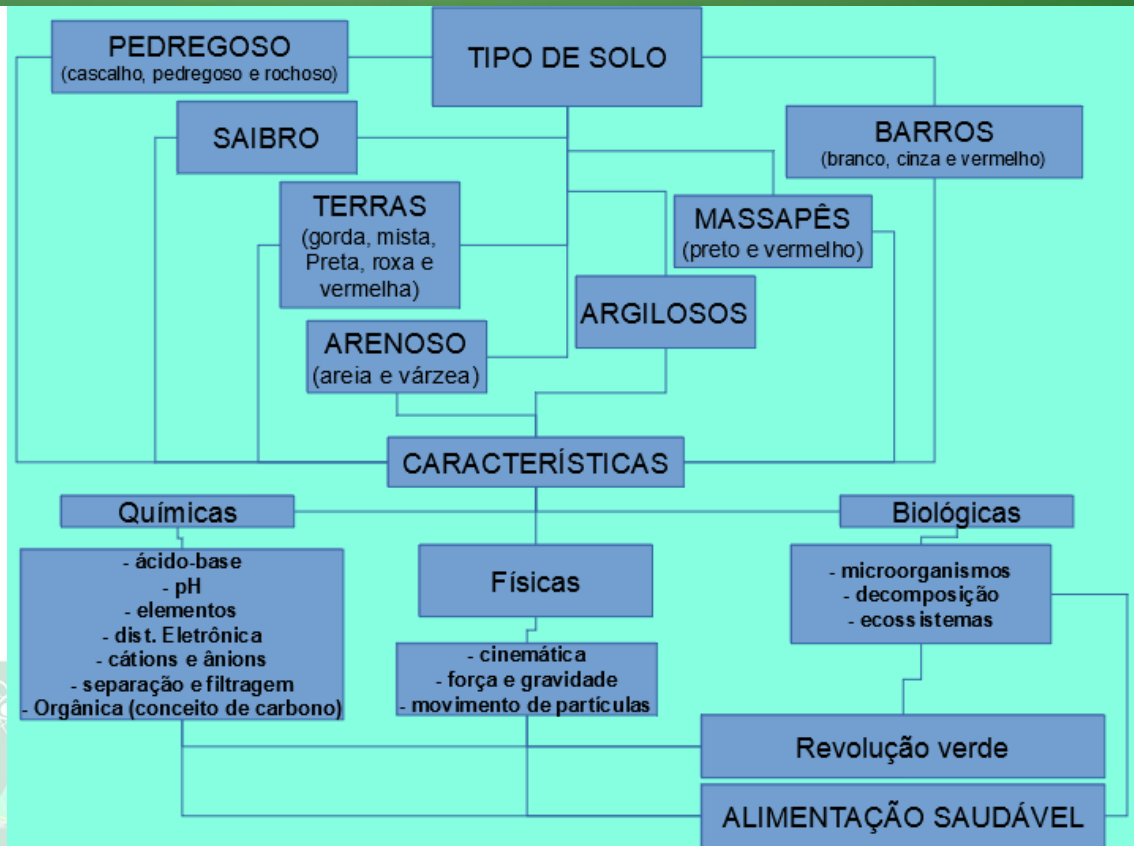 PEDREGOSO
(cascalho, pedregoso e rochoso)
TIPO DE SOLO
SAIBRO
BARROS
(branco, cinza e vermelho)
TERRAS
(gorda, mista,
Preta, roxa e
vermelha)
MASSAPÊS
(preto e vermelho)
ARGILOSOS
ARENOSO
(areia e várzea)
CARACTERÍSTICAS
Químicas
Biológicas
- ácido-base
- pH
- elementos
- dist. Eletrônica
- cátions e ânions
- separação e filtragem
- Orgânica (conceito de carbono)
Físicas
- cinemática
- força e gravidade
- movimento de partículas
- microorganismos
- decomposição
- ecossistemas
Revolução verde
ALIMENTAÇÃO SAUDÁVEL